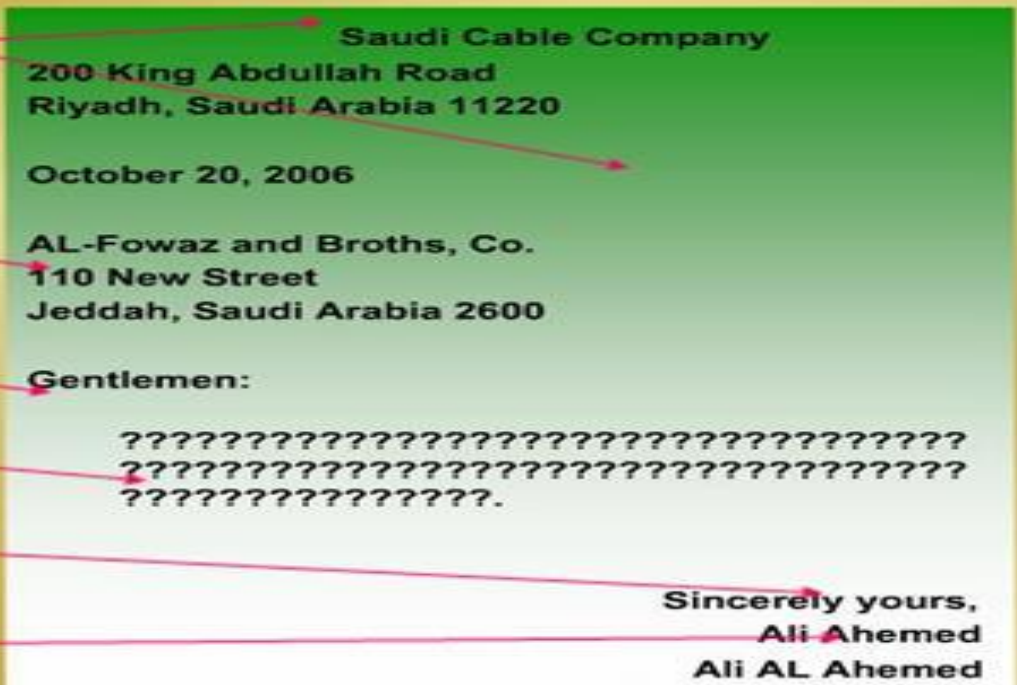 Saudi Cable Company
200 King Abdullah Road
Riyadh, Saudi Arabia 11220
October 20, 2006
AL-Fowaz and Broths, Co.
110 New Street
Jeddah, Saudi Arabia 2600
Gentlemen:
??????????????????????????????????
??????????????????????????????????
???????????????.
Sincerely yours,
Ali Ahemed
Ali AL Ahemed